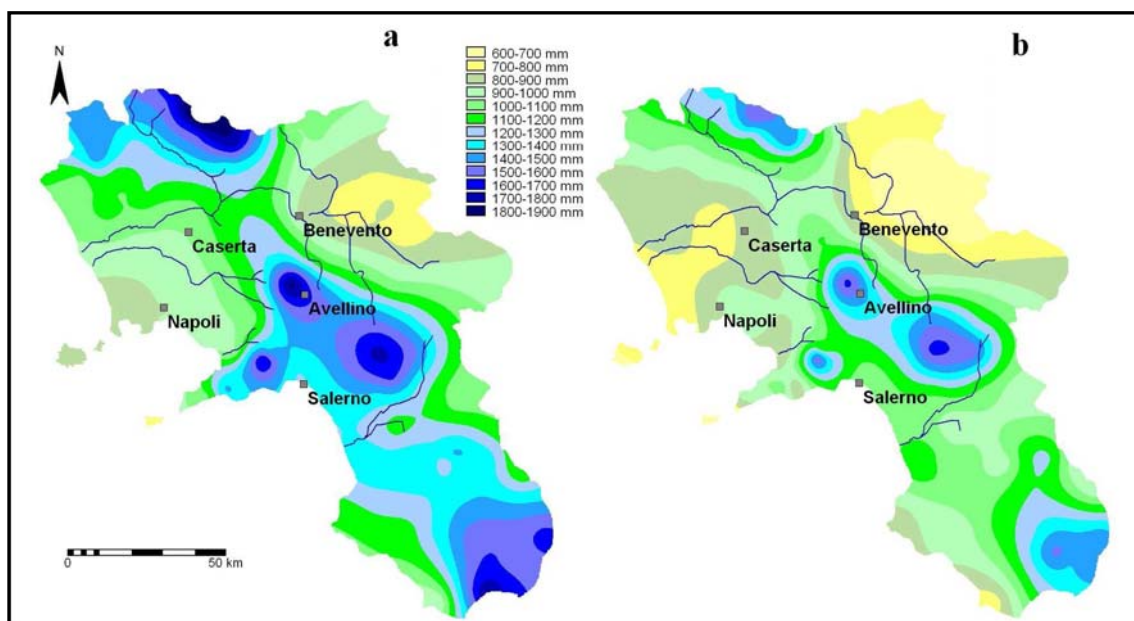 a
N
600-700 mm
700-800 mm
800-900 mm
900-1000 mm
1000-1100 mm
1100-1200 mm
1200-1300 mm
1300-1400 mm
1400-1500 mm
1500-1600 mm
1600-1700 mm
1700-1800 mm
1800-1900 mm
Benevento
Caserta
Avellino
Napoli
Salerno
0 50 km
b
Benevento
Caserta
Avellino
Napoli
Salerno